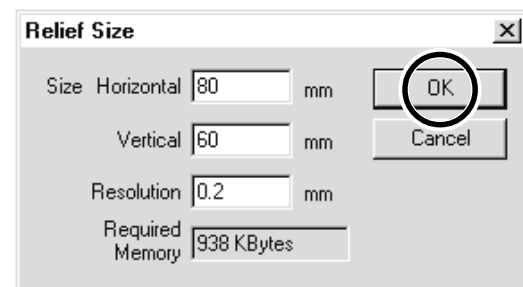 Relief Size
Size Horizontal 80 mm OK
Vertical 60 mm Cancel
Resolution 0.2 mm
Required
Memory 938 KBytes